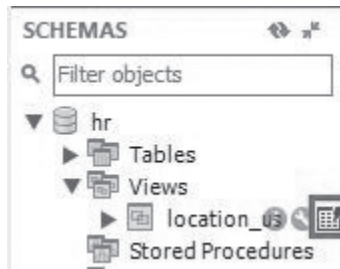 SCHEMAS
Filter objects
hr
Tables
Views
location_us
Stored Procedures